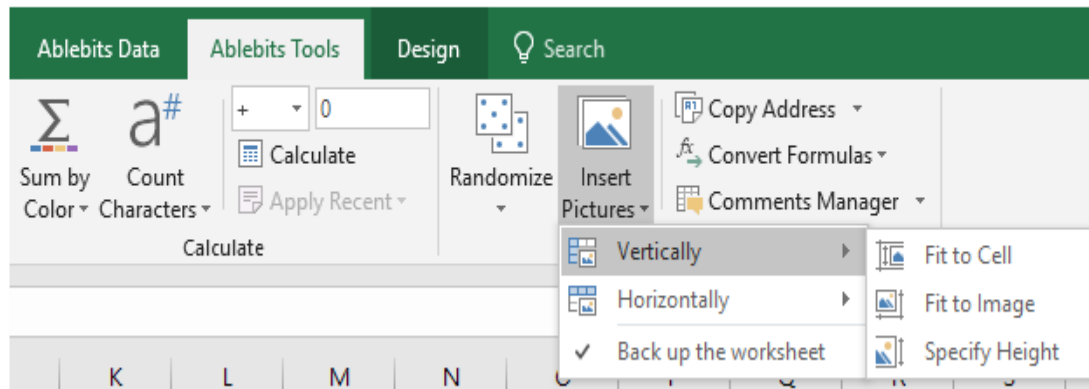 Ablebits Data Ablebits Tools Design Search
+ 0
Copy Address
Calculate
Convert Formulas
Sum by Color
Count Characters
Apply Recent
Randomize
Insert Pictures
Comments Manager
Calculate
Vertically
Fit to Cell
Horizontally
Fit to Image
Back up the worksheet
Specify Height
K L M N